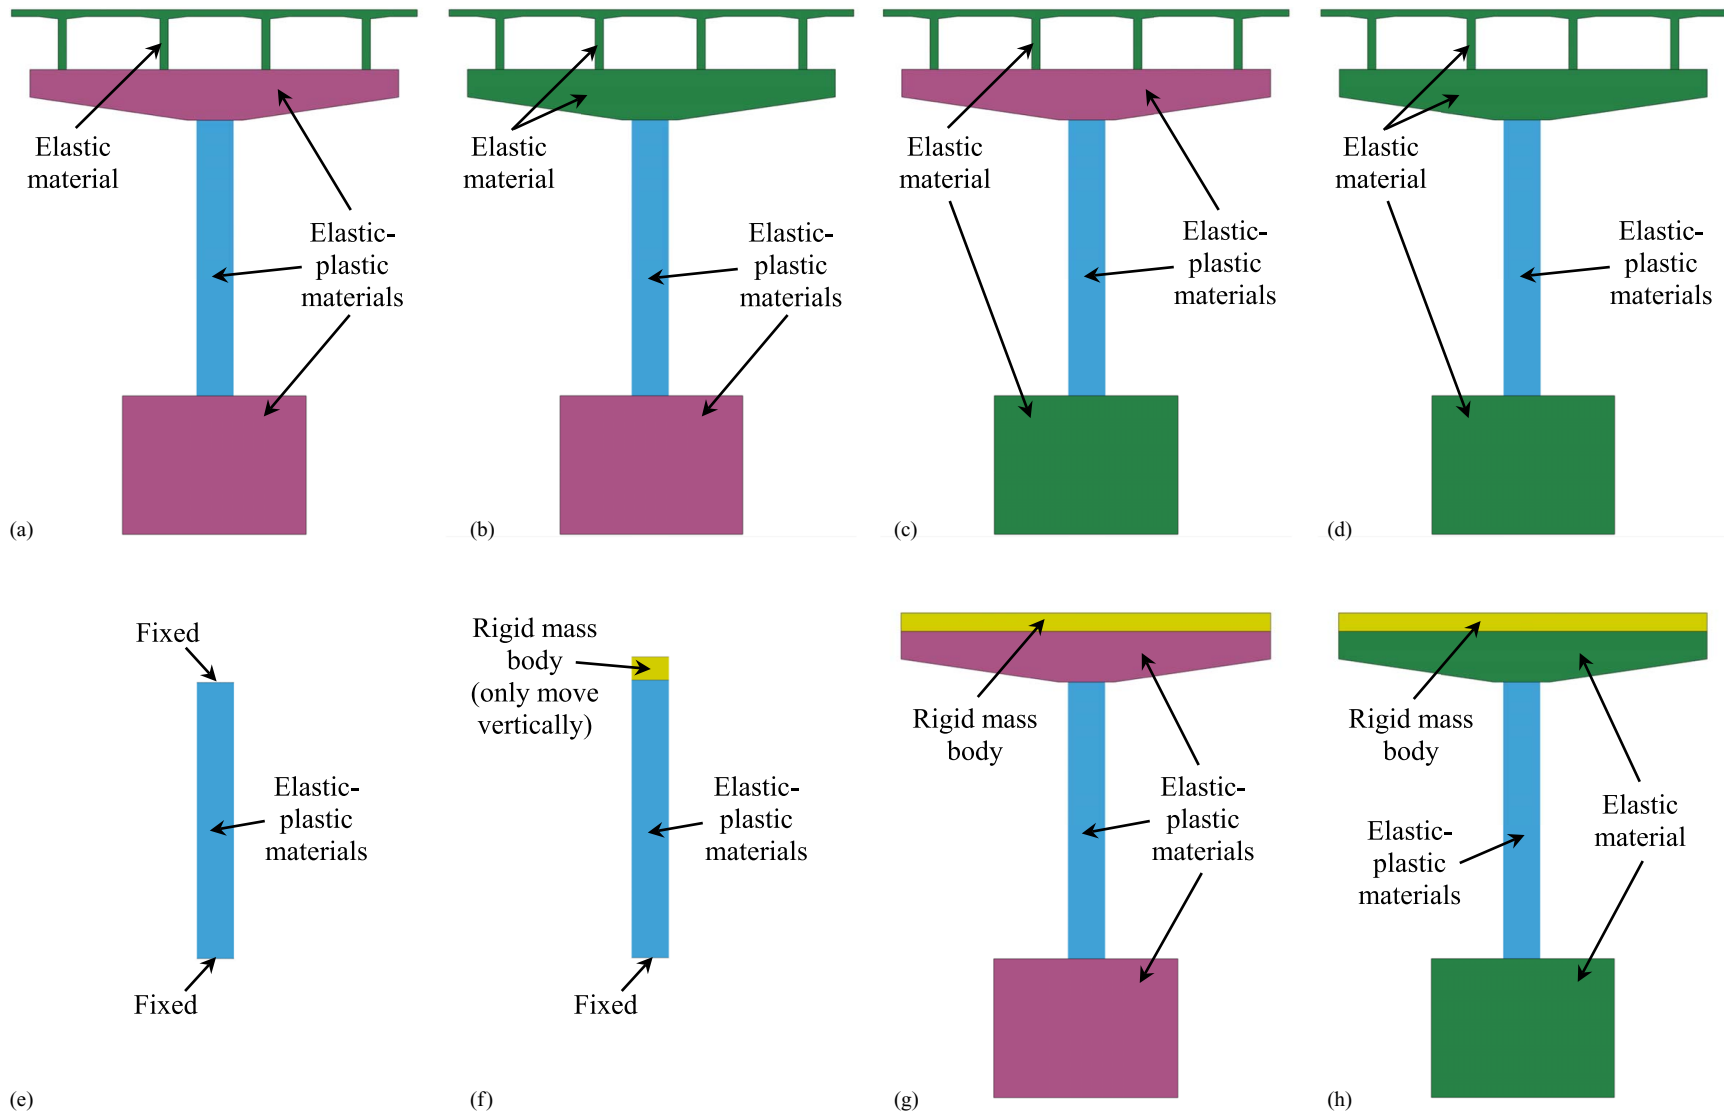 Elastic
material
Elastic-
plastic
materials
(a)
Elastic
material
Elastic-
plastic
materials
(b)
Elastic
material
Elastic-
plastic
materials
(c)
Elastic
material
Elastic-
plastic
materials
(d)
Fixed
Elastic-
plastic
materials
Fixed
(e)
Rigid mass
body
(only move
vertically)
Elastic-
plastic
materials
Fixed
(f)
Rigid mass
body
Elastic-
plastic
materials
(g)
Rigid mass
body
Elastic
material
Elastic-
plastic
materials
(h)